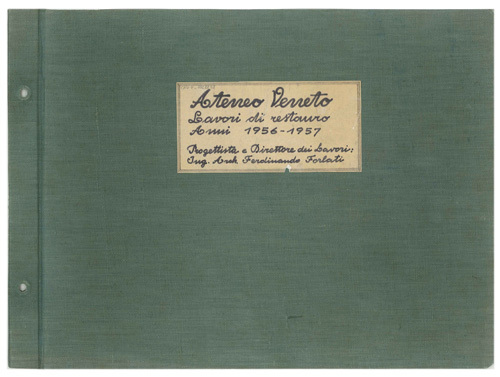 Ateneo Veneto
Lavori di restauro
Anni 1956-1957
Progettista e Direttore dei Lavori:
Ing. Arch Ferdinando Forlati